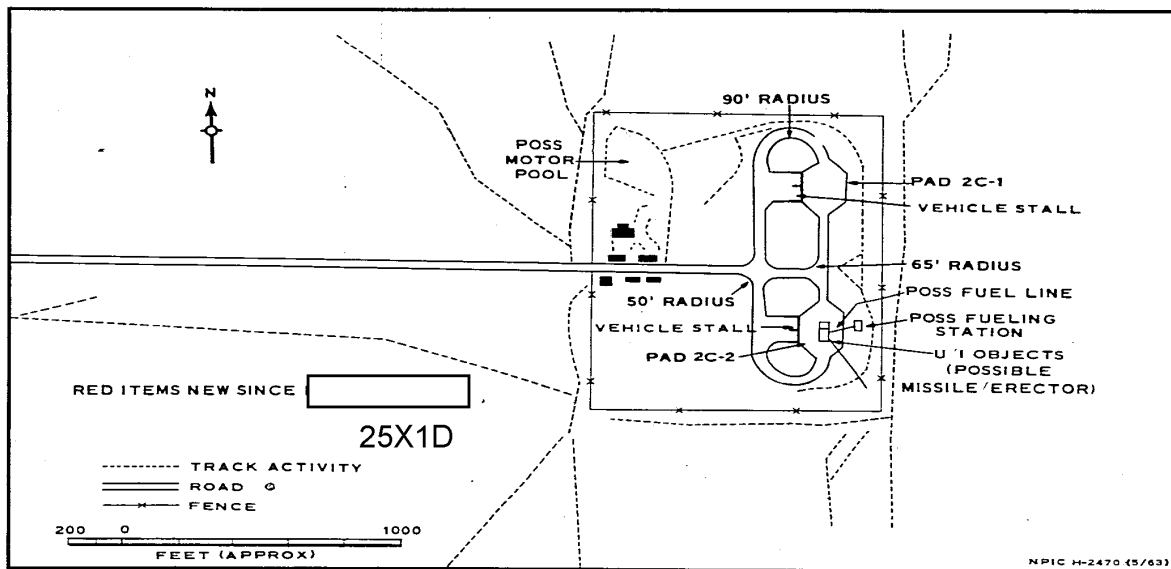 N
90' RADIUS
POSS
MOTOR
POOL
PAD 2C-1
VEHICLE STALL
65' RADIUS
50' RADIUS
POSS FUEL LINE
POSS FUELING
STATION
VEHICLE STALL
PAD 2C-2
U/I OBJECTS
(POSSIBLE
MISSILE/ERECTOR)
RED ITEMS NEW SINCE
25X1D
TRACK ACTIVITY
ROAD
FENCE
200 0 1000
FEET (APPROX)
NPIC H-2470 (5/63)